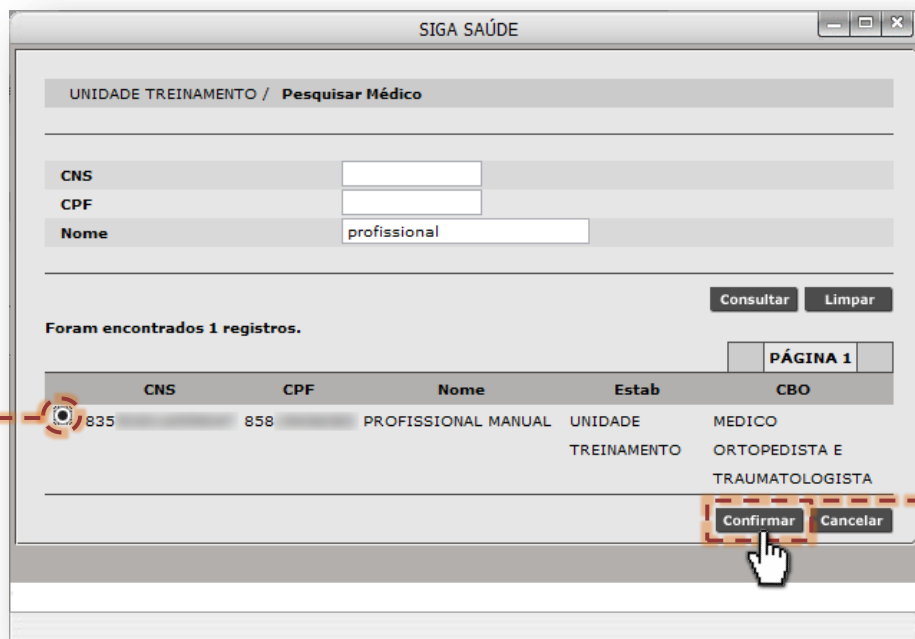 SIGA SAÚDE
UNIDADE TREINAMENTO / Pesquisar Médico
CNS
CPF
Nome profissional
Consultar Limpar
Foram encontrados 1 registros.
PÁGINA 1
CNS CPF Nome Estab CBO
835 858 PROFISSIONAL MANUAL UNIDADE MEDICO
TREINAMENTO ORTOPEDISTA E
TRAUMATOLOGISTA
Confirmar Cancelar